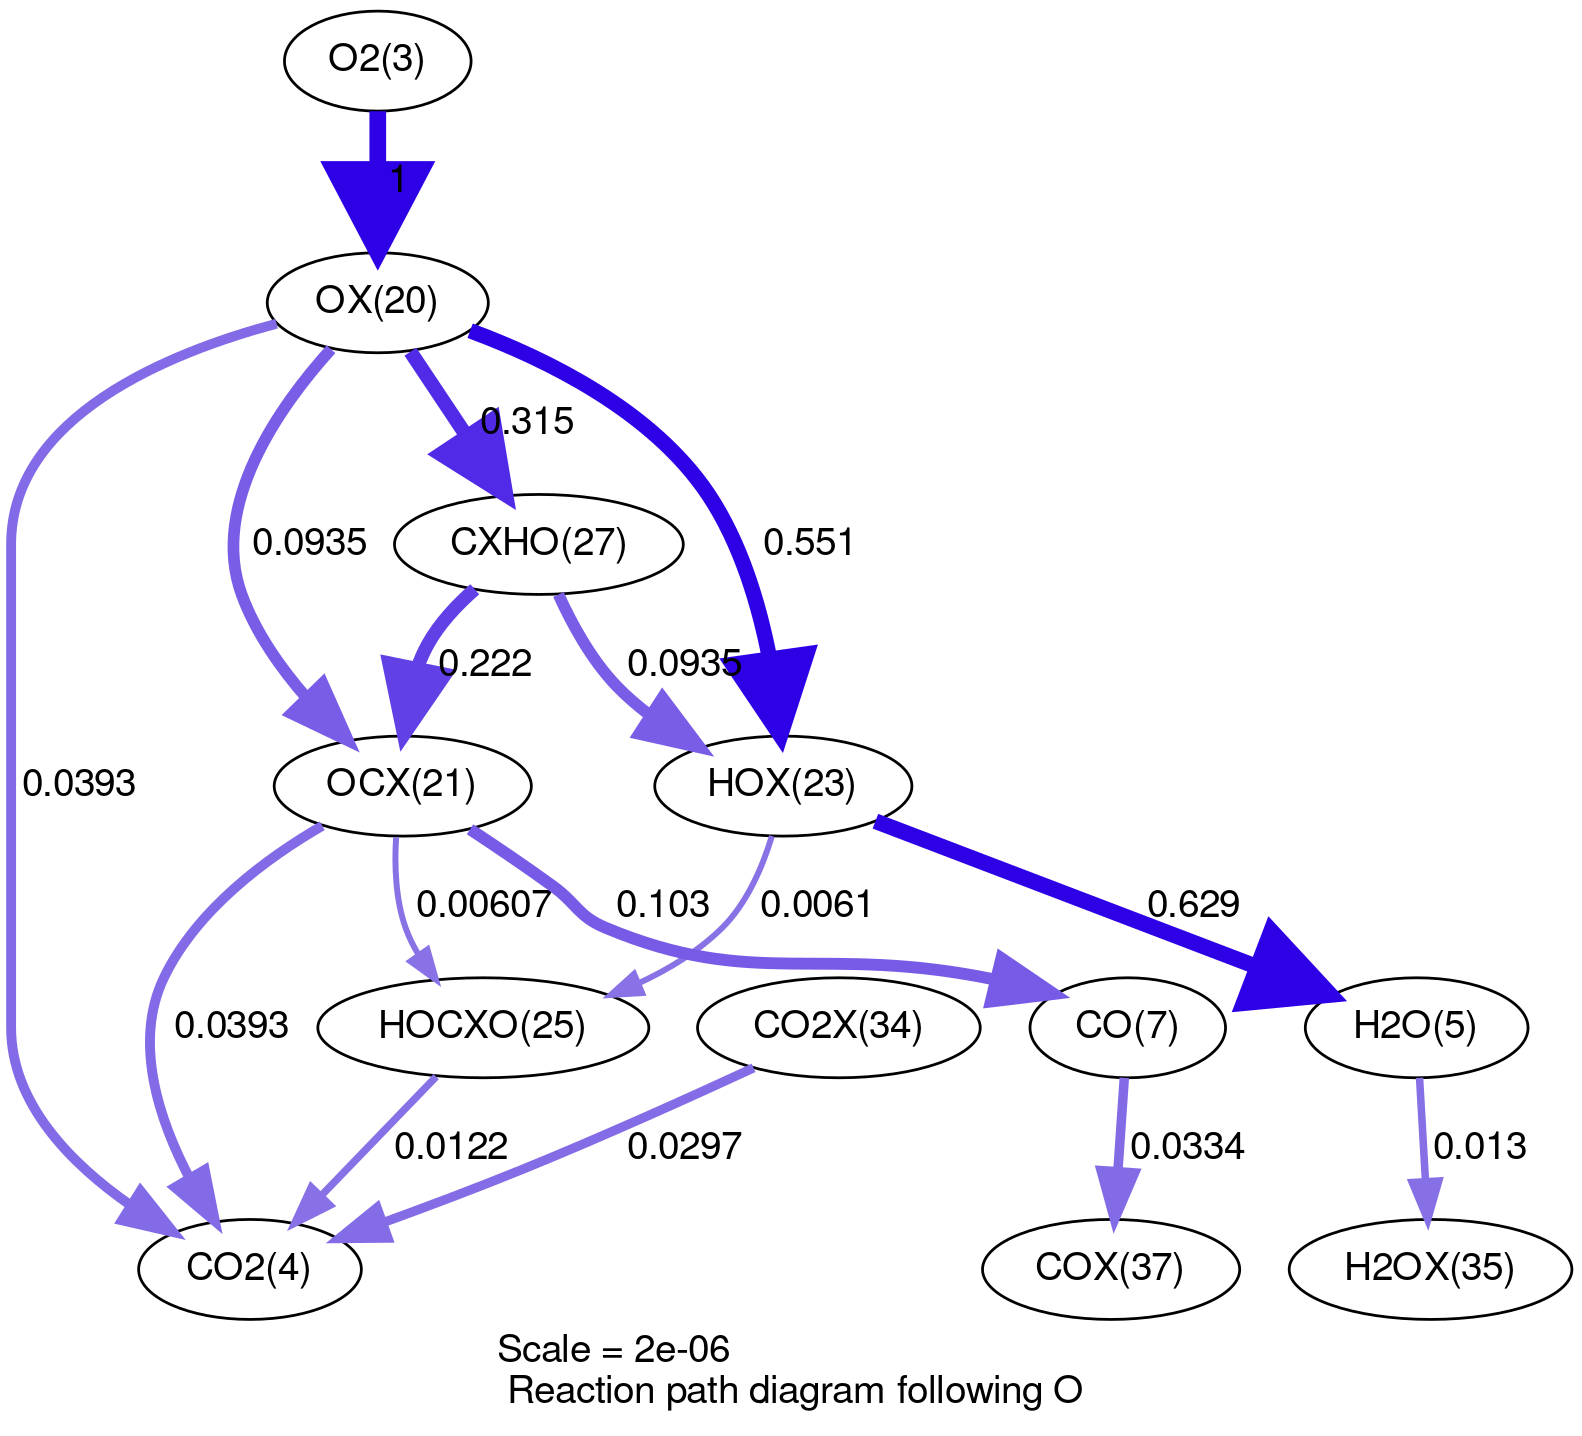 O2(3)
1
OX(20)
0.315
0.0935
CXHO(27)
0.551
0.222
0.0935
0.0393
OCX(21)
HOX(23)
0.00607
0.103
0.0061
0.629
0.0393
HOCXO(25)
CO2X(34)
CO(7)
H2O(5)
0.0122
0.0297
0.0334
0.013
CO2(4)
COX(37)
H2OX(35)
Scale = 2e-06
Reaction path diagram following O